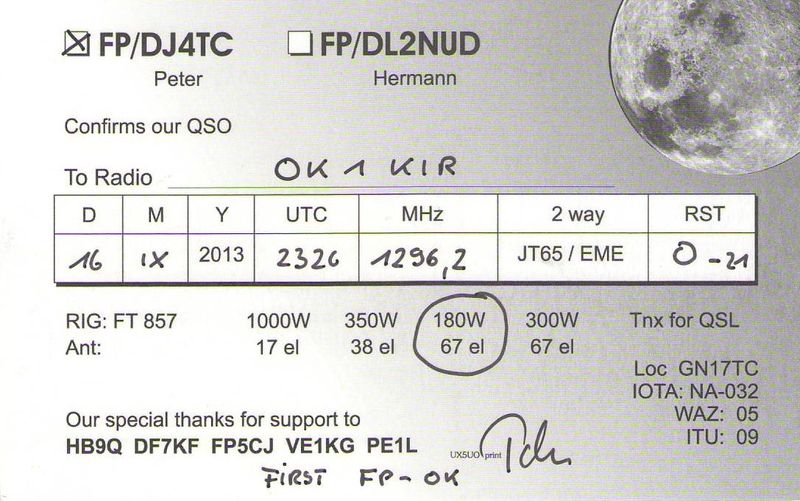 FP/DJ4TC FP/DL2NUD
Peter Hermann
Confirms our QSO
To Radio OK1KIR
D M Y UTC MHz 2 way RST
16 IX 2013 2326 1296,2 JT65 / EME O -21
RIG: FT 857 1000W 350W 180W 300W Tnx for QSL
Ant: 17 el 38 el 67 el 67 el
Loc GN17TC
IOTA: NA-032
WAZ: 05
ITU: 09
Our special thanks for support to
HB9Q DF7KF FP5CJ VE1KG PE1L
UX5UO print
FIRST FP-OK